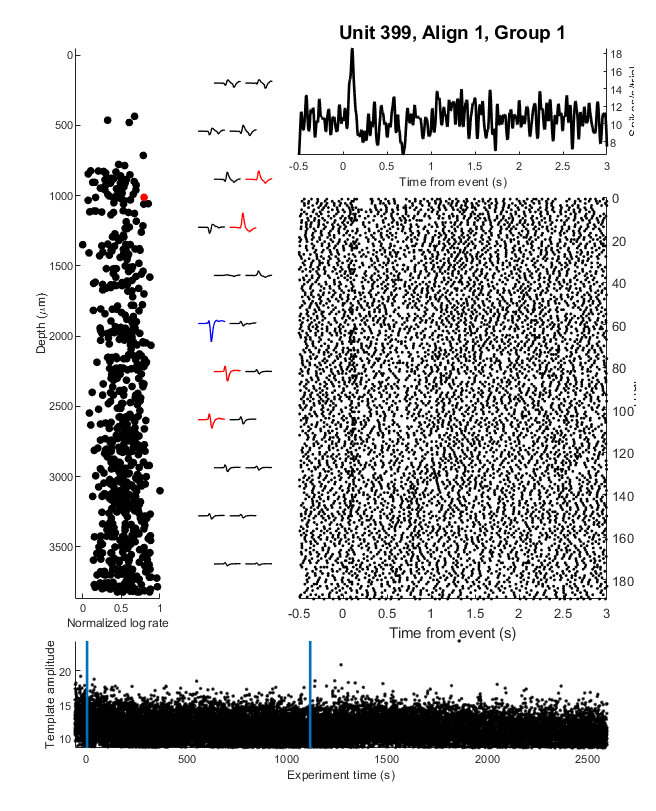 Unit 399, Align 1, Group 1
0
500
1000
1500
2000
2500
3000
3500
Depth (μm)
0 0.5 1
Normalized log rate
18
16
14
12
10
8
-0.5 0 0.5 1 1.5 2 2.5 3
Time from event (s)
0
20
40
60
80
100
120
140
160
180
-0.5 0 0.5 1 1.5 2 2.5 3
Time from event (s)
20
15
10
Template amplitude
0 500 1000 1500 2000 2500
Experiment time (s)